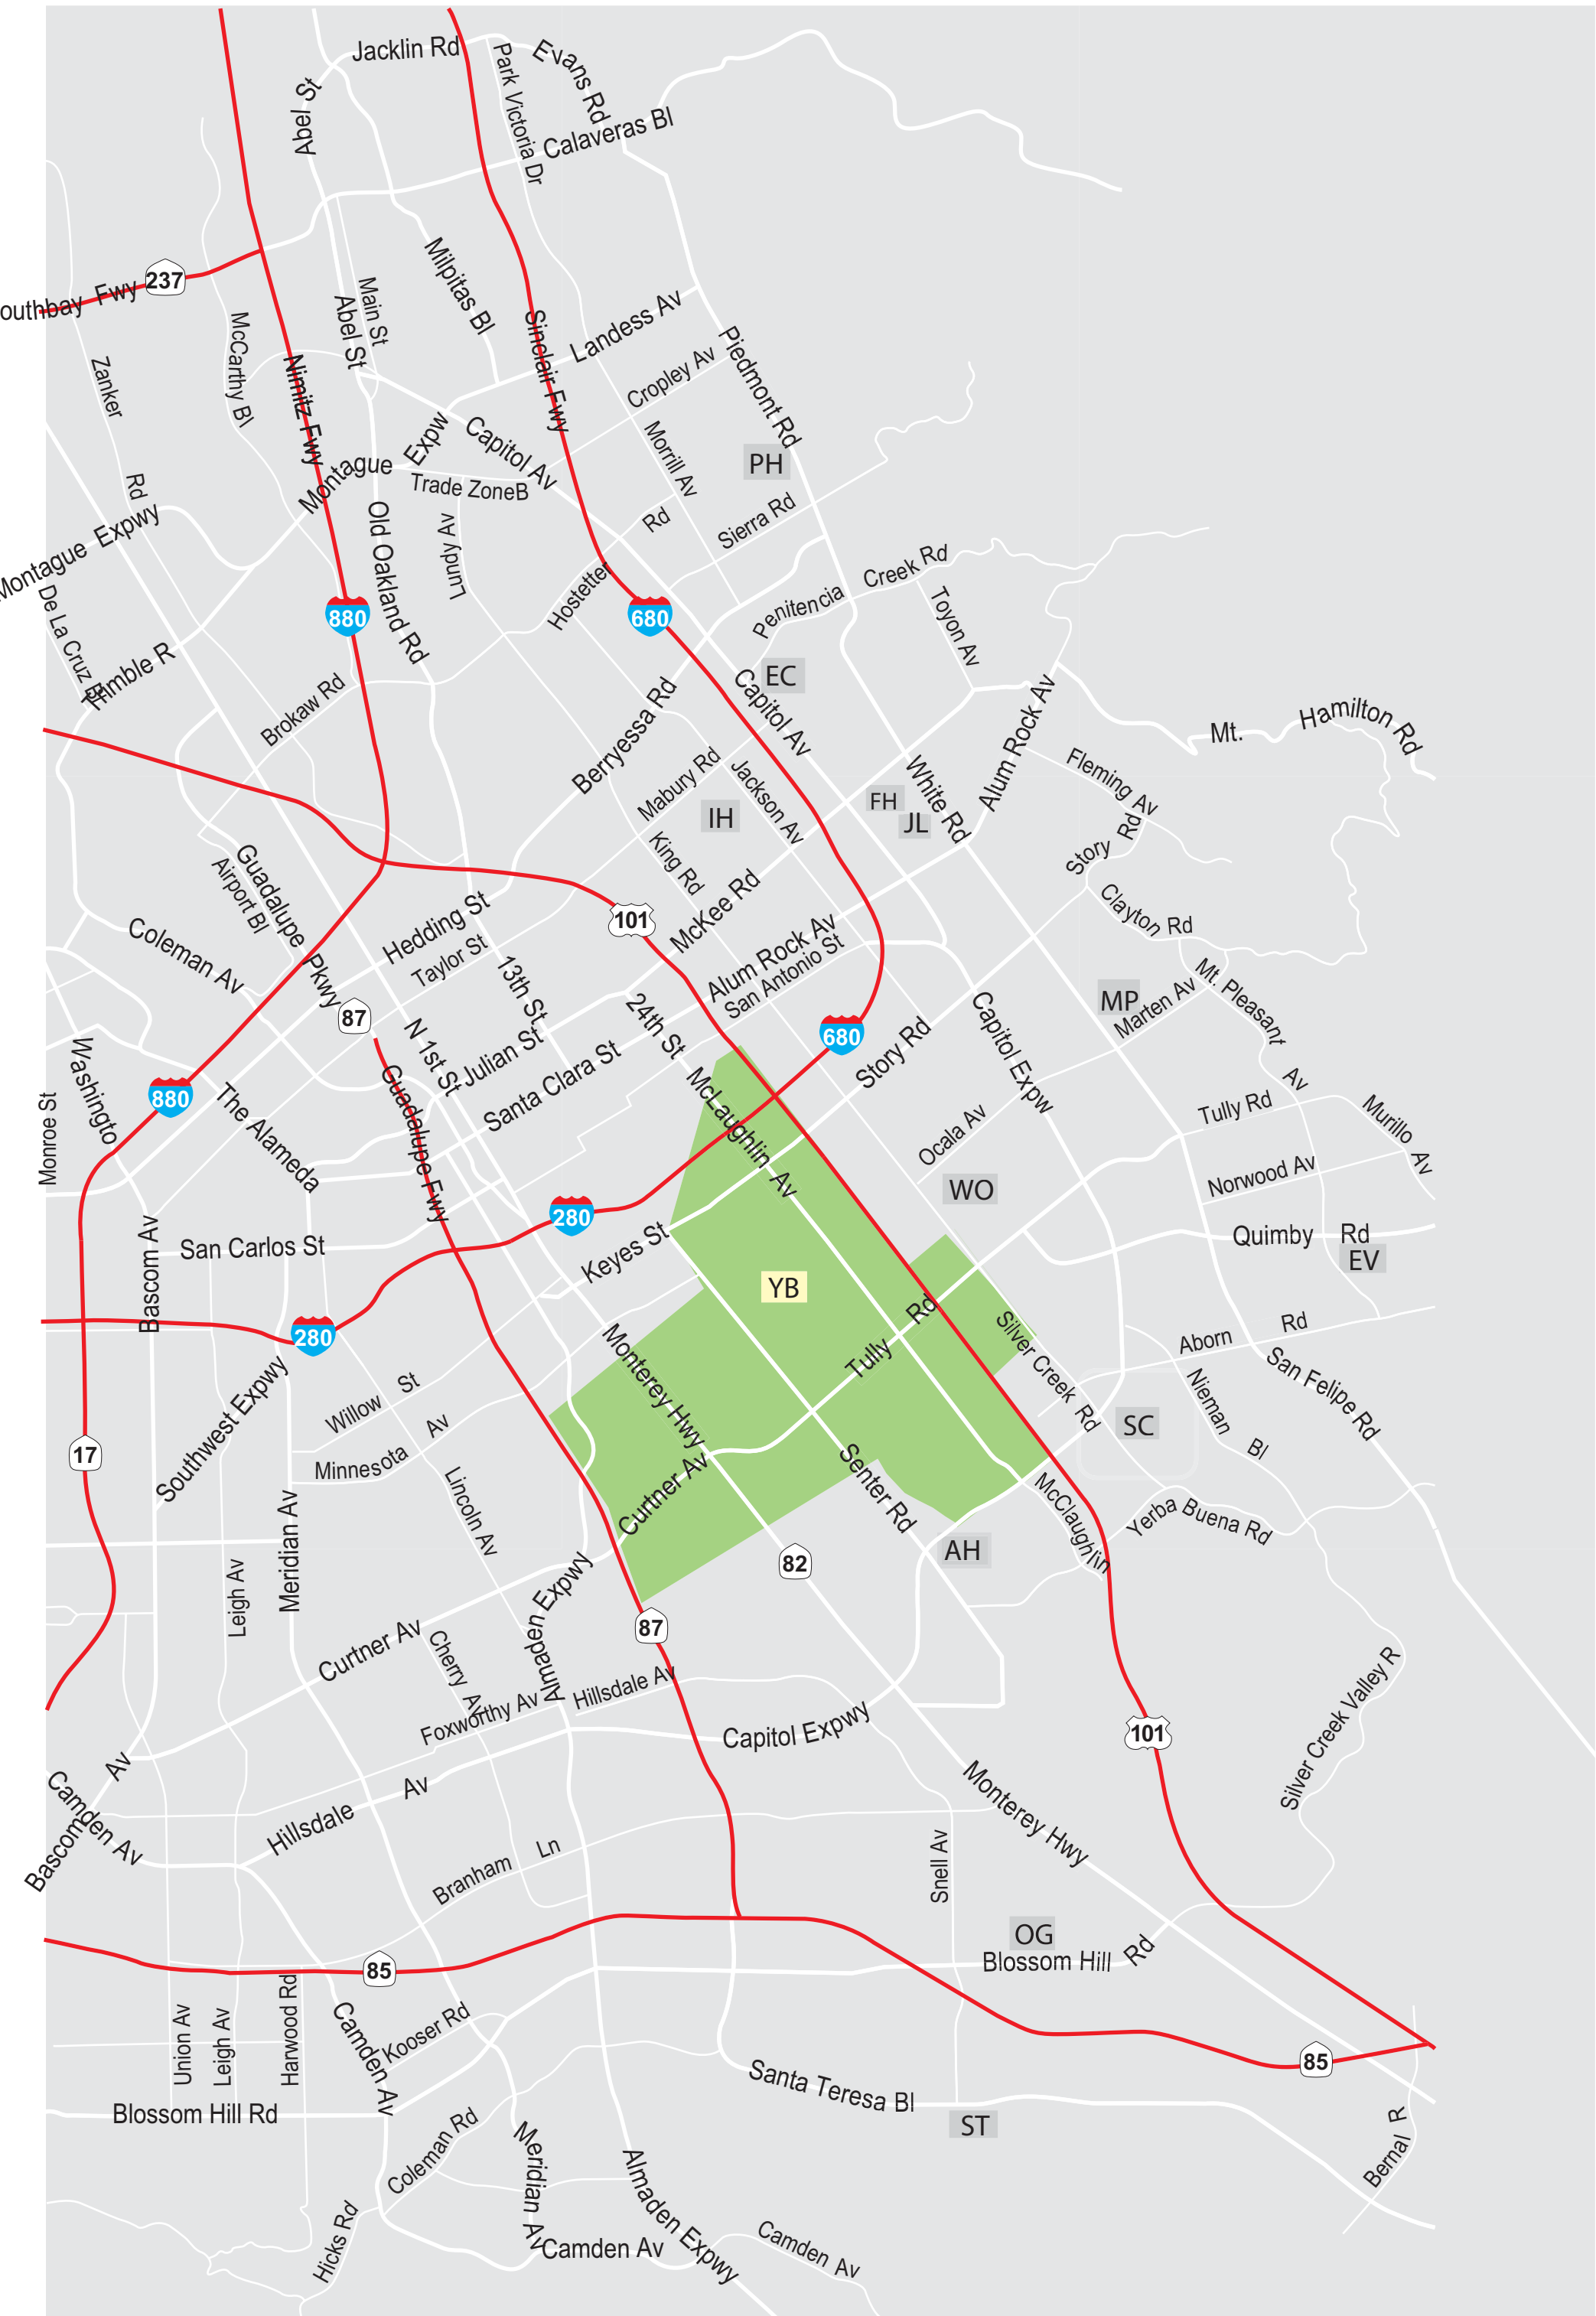 Jacklin Rd
Evans Rd
Park Victoria Dr
Abel St
Calaveras Bl
Milpitas Bl
237
outhbay Fwy
Main St
Abel St
McCarthy Bl
Sinclair Fwy
Landess Av
Piedmont Rd
Zanker
Rd
Nimitz Fwy
Cropley Av
Expw
Capitol Av
Morrill Av
PH
Montague
Trade ZoneB
Sierra Rd
Montague Expwy
Old Oakland Rd
Lundy Av
Rd
Hostetter
Creek Rd
Penitencia
Toyon Av
De La Cruz B
880
680
Trimble R
EC
Brokaw Rd
Berryessa Rd
Capitol Av
Alum Rock Av
Mt.
Hamilton Rd
Mabury Rd
Jackson Av
White Rd
Fleming Av
FH
JL
IH
Story Rd
King Rd
Guadalupe Pkwy
Airport Bl
McKee Rd
Clayton Rd
Hedding St
101
Coleman Av
Taylor St
13th St
Alum Rock Av
San Antonio St
Mt. Pleasant
Av
87
24th St
MP
Marten Av
N 1st St
Julian St
680
Story Rd
Capitol Expw
Washingto
Santa Clara St
McLaughlin Av
880
Guadalupe Fwy
Monroe St
The Alameda
Ocala Av
Tully Rd
Murillo Av
WO
Norwood Av
280
Bascom Av
San Carlos St
Keyes St
Quimby Rd
EV
YB
280
Tully Rd
Silver Creek Rd
Aborn Rd
Monterey Hwy
San Felipe Rd
Southwest Expwy
Willow St
Nieman Bl
SC
17
Minnesota Av
Lincoln Av
Curtner Av
Senter Rd
McClaughlin
Yerba Buena Rd
Meridian Av
AH
82
Leigh Av
Almaden Expwy
87
Curtner Av
Cherry Av
Almaden
Hillsdale Av
Foxworthy Av
Silver Creek Valley R
Capitol Expwy
101
Bascom Av
Camden Av
Hillsdale Av
Monterey Hwy
Branham Ln
Snell Av
OG
Blossom Hill Rd
85
Union Av
Leigh Av
Harwood Rd
Camden Av
Kooser Rd
85
Santa Teresa Bl
Blossom Hill Rd
ST
Coleman Rd
Meridian Av
Almaden Expwy
Bernal R
Hicks Rd
Camden Av
Camden Av